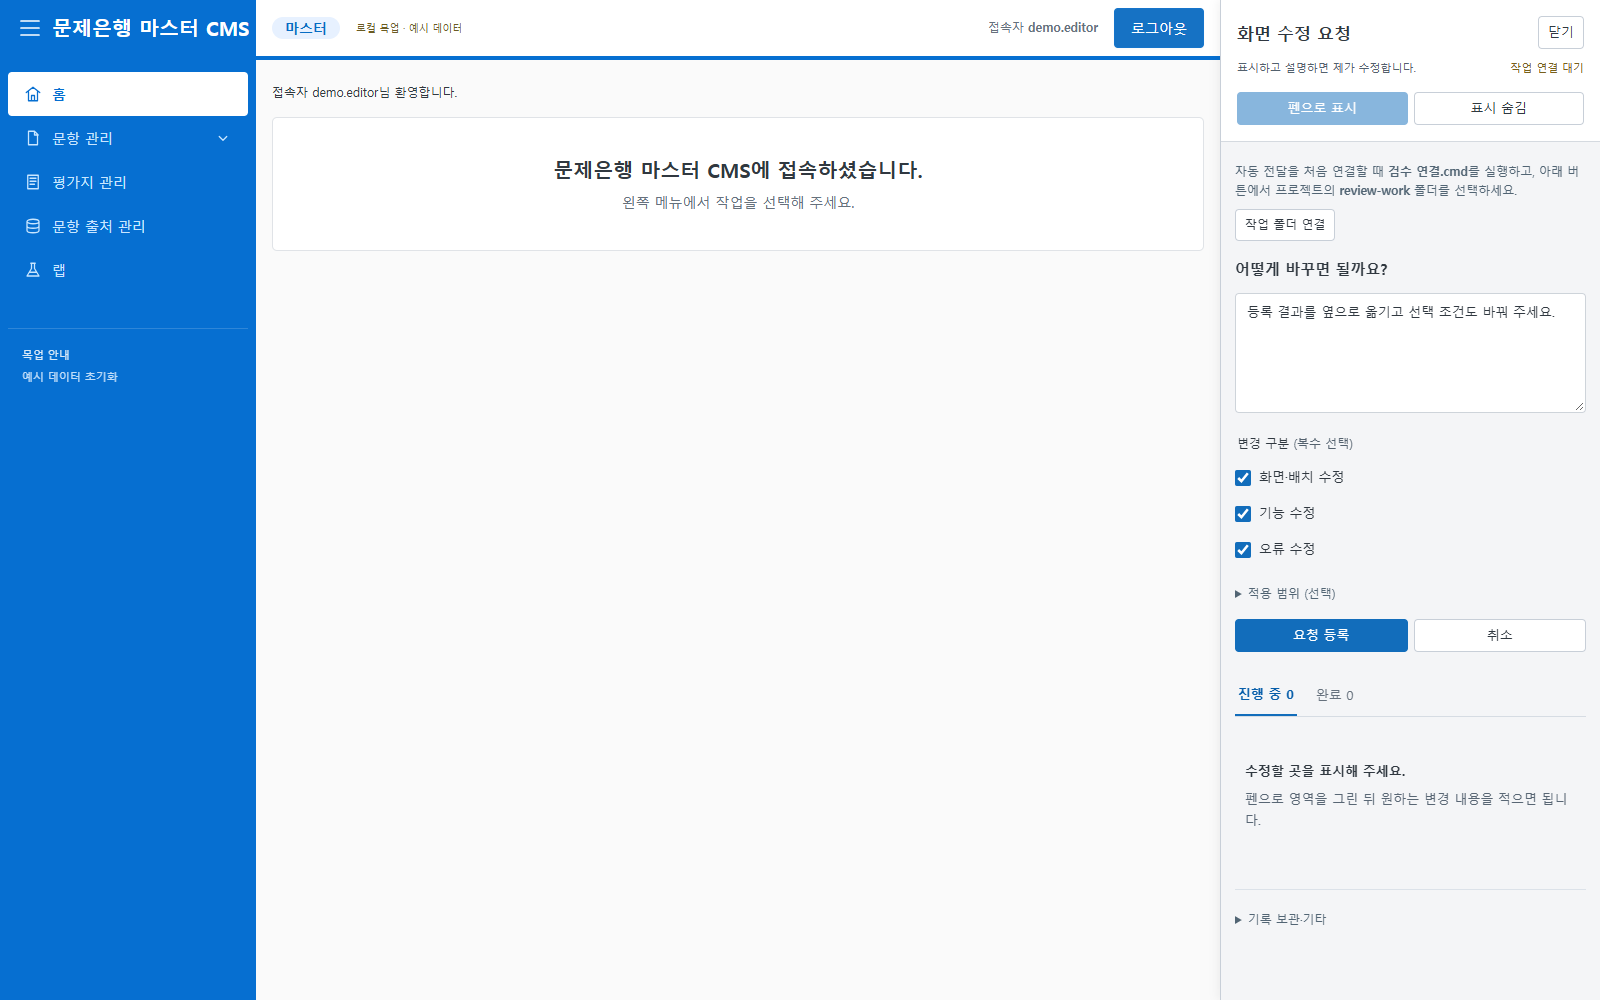 문제은행 마스터 CMS
홈
문항 관리
평가지 관리
문항 출처 관리
랩
목업 안내
예시 데이터 초기화
마스터
로컬 목업 · 예시 데이터
접속자 demo.editor
로그아웃
접속자 demo.editor님 환영합니다.
문제은행 마스터 CMS에 접속하셨습니다.
왼쪽 메뉴에서 작업을 선택해 주세요.
화면 수정 요청
닫기
표시하고 설명하면 제가 수정합니다.
작업 연결 대기
펜으로 표시
표시 숨김
자동 전달을 처음 연결할 때 검수 연결.cmd를 실행하고, 아래 버
튼에서 프로젝트의 review-work 폴더를 선택하세요.
작업 폴더 연결
어떻게 바꾸면 될까요?
등록 결과를 옆으로 옮기고 선택 조건도 바꿔 주세요.
변경 구분 (복수 선택)
화면·배치 수정
기능 수정
오류 수정
적용 범위 (선택)
요청 등록
취소
진행 중 0
완료 0
수정할 곳을 표시해 주세요.
펜으로 영역을 그린 뒤 원하는 변경 내용을 적으면 됩니
다.
기록 보관·기타